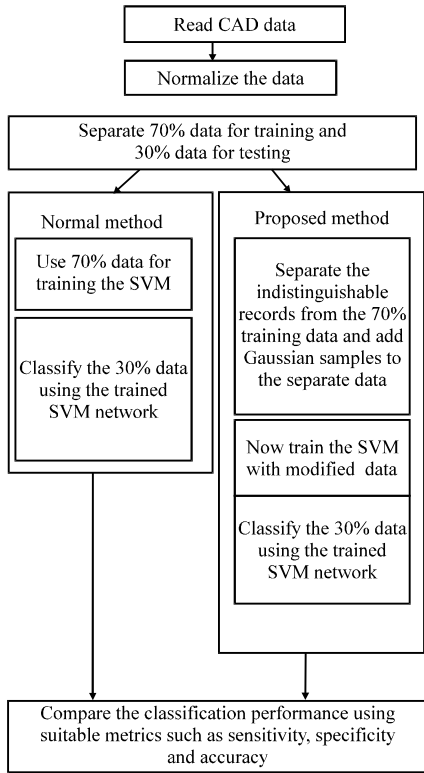 Read CAD data
Normalize the data
Separate 70% data for training and
30% data for testing
Normal method
Use 70% data for
training the SVM
Classify the 30% data
using the trained
SVM network
Proposed method
Separate the
indistinguishable
records from the 70%
training data and add
Gaussian samples to
the separate data
Now train the SVM
with modified data
Classify the 30% data
using the trained
SVM network
Compare the classification performance using
suitable metrics such as sensitivity, specificity
and accuracy